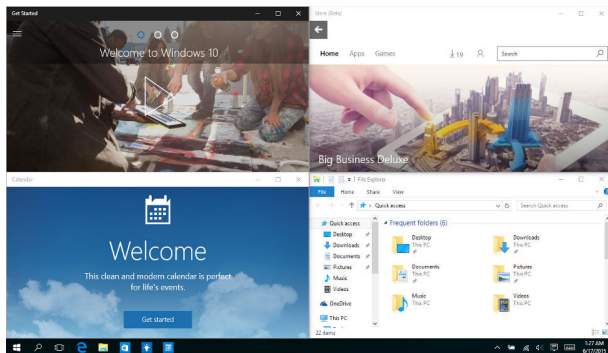 Get Started
Welcome to Windows 10
Store (Beta)
Home Apps Games
19
Search
Big Business Deluxe
Calendar
Welcome
This clean and modern calendar is perfect
for life's events.
Get started
File Explorer
File Home Share View
Quick access
Search Quick access
Quick access
Desktop
Downloads
Documents
Pictures
Music
Videos
OneDrive
This PC
Frequent folders (6)
Desktop
This PC
Downloads
This PC
Documents
This PC
Pictures
This PC
Music
This PC
Videos
This PC
22 items
1:27 AM
6/17/2015